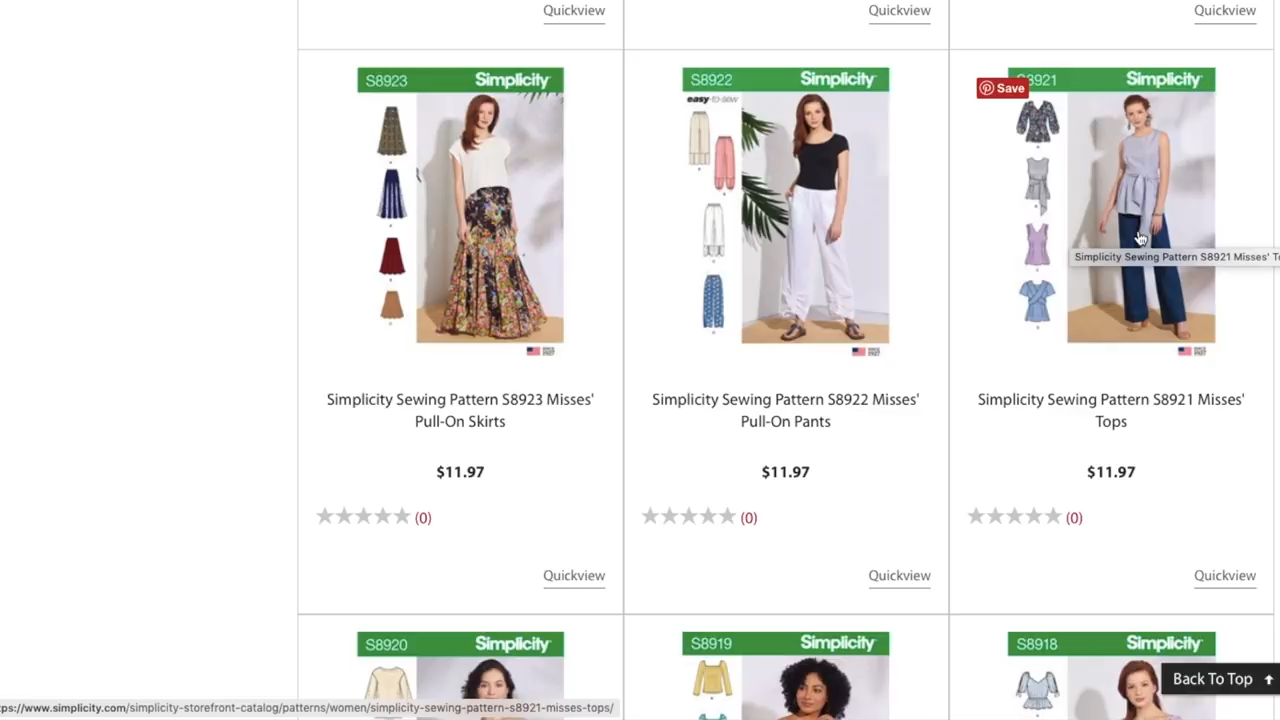 Quickview
Quickview
Quickview
S8923 Simplicity
S8922 Simplicity
easy-to-sew
Save
8921 Simplicity
Simplicity Sewing Pattern S8921 Misses' T
Simplicity Sewing Pattern S8923 Misses'
Pull-On Skirts
Simplicity Sewing Pattern S8922 Misses'
Pull-On Pants
Simplicity Sewing Pattern S8921 Misses'
Tops
$11.97
$11.97
$11.97
(0)
(0)
(0)
Quickview
Quickview
Quickview
S8920 Simplicity
S8919 Simplicity
S8918 Simplicity
Back To Top
ps://www.simplicity.com/simplicity-storefront-catalog/patterns/women/simplicity-sewing-pattern-s8921-misses-tops/